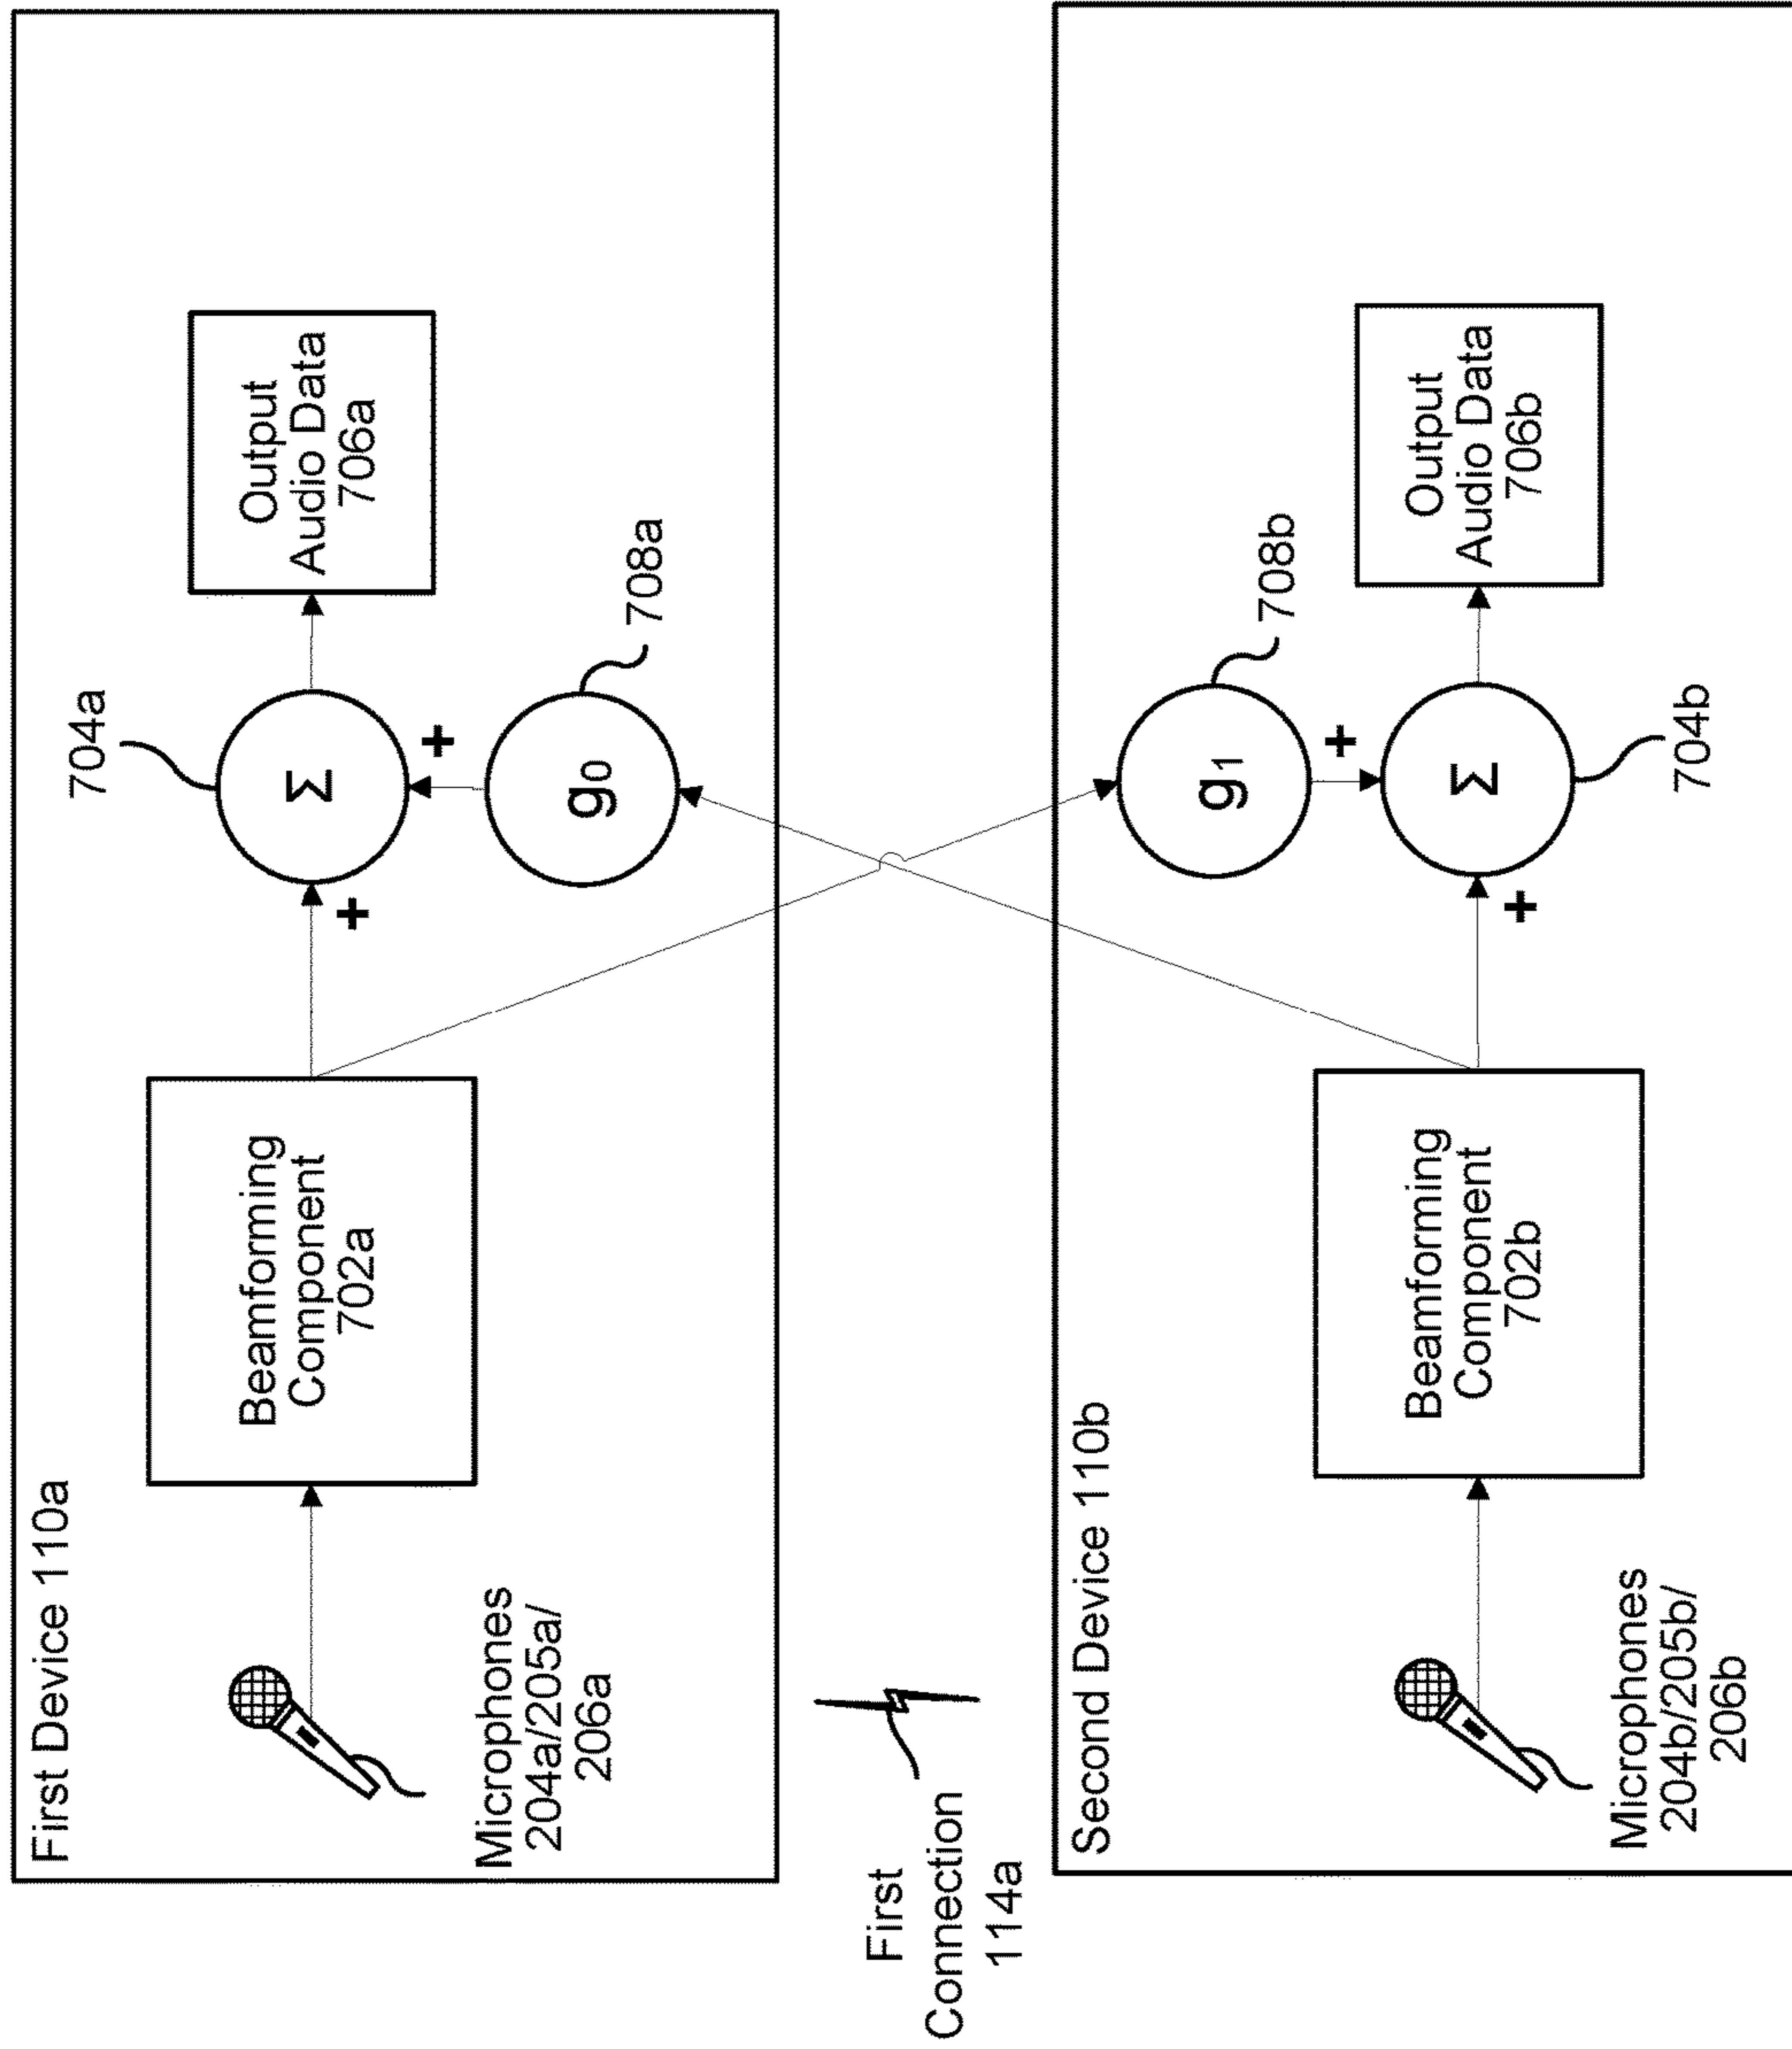 First Device 110a
Microphones
204a/205a/
206a
Beamforming
Component
702a
+
704a
Σ
+
g0
708a
Output
Audio Data
706a
First
Connection
114a
Second Device 110b
Microphones
204b/205b/
206b
Beamforming
Component
702b
+
g1
708b
+
Σ
704b
Output
Audio Data
706b